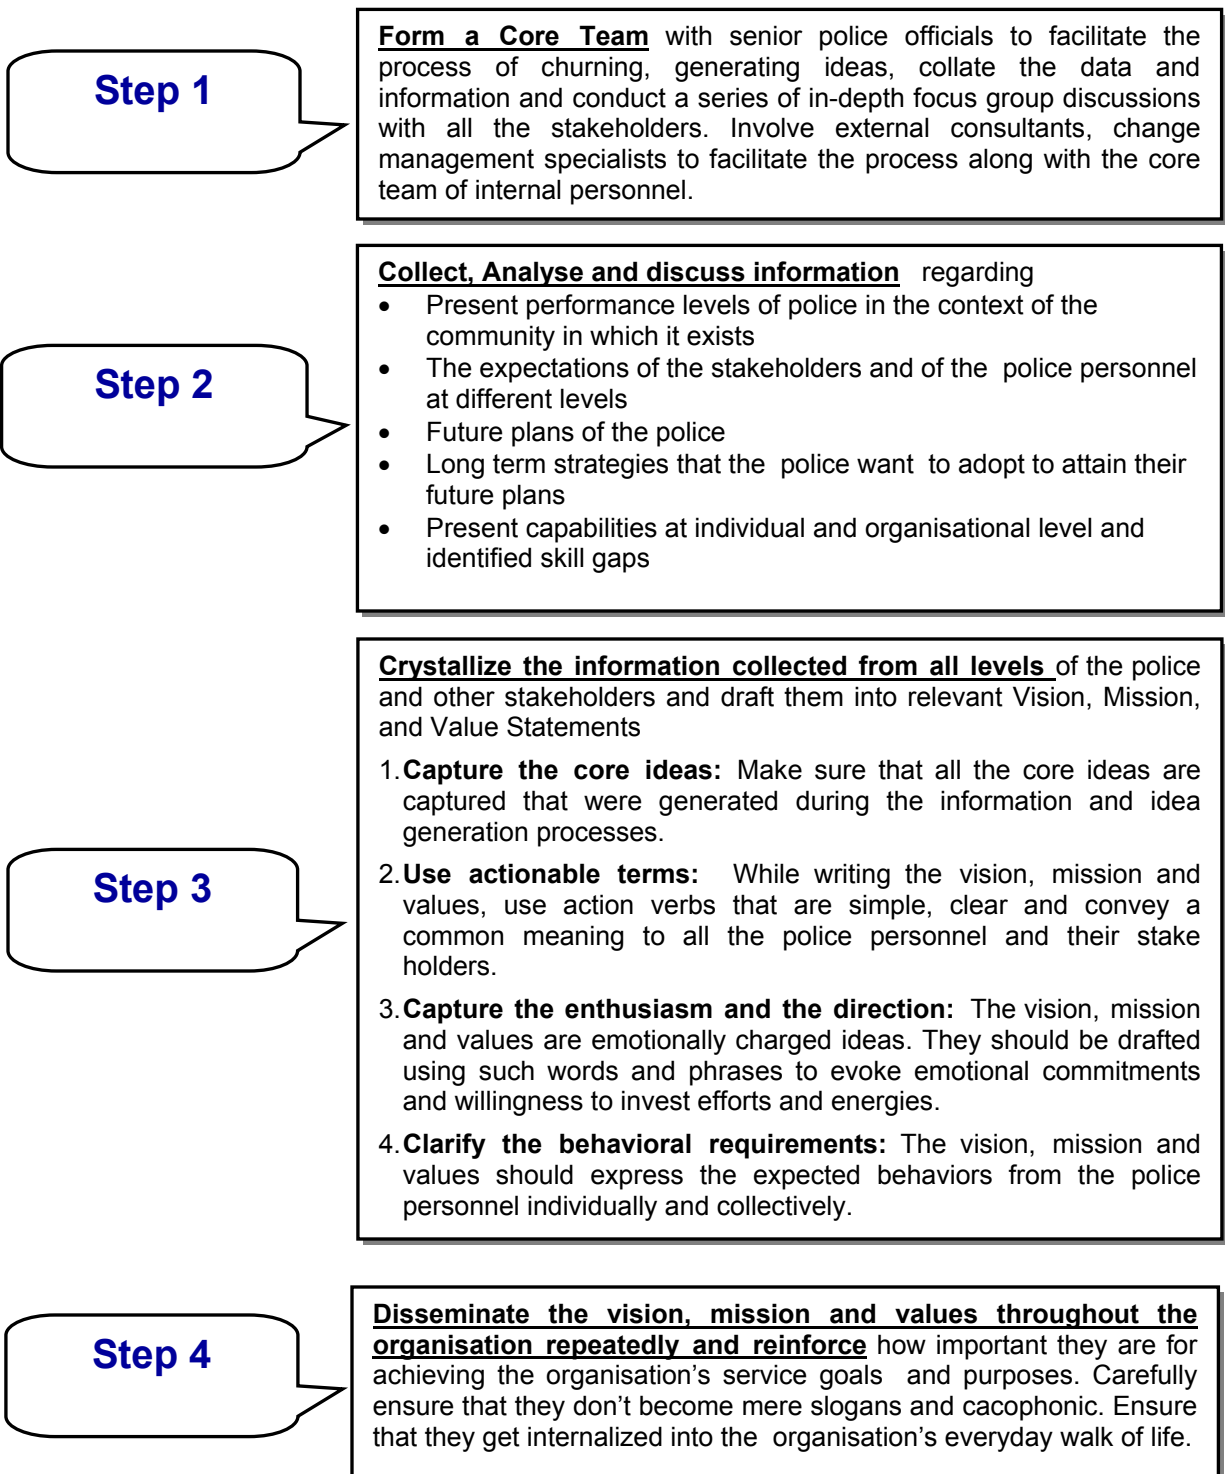 Step 1
Form a Core Team with senior police officials to facilitate the
process of churning, generating ideas, collate the data and
information and conduct a series of in-depth focus group discussions
with all the stakeholders. Involve external consultants, change
management specialists to facilitate the process along with the core
team of internal personnel.
Step 2
Collect, Analyse and discuss information regarding
• Present performance levels of police in the context of the
community in which it exists
• The expectations of the stakeholders and of the police personnel
at different levels
• Future plans of the police
• Long term strategies that the police want to adopt to attain their
future plans
• Present capabilities at individual and organisational level and
identified skill gaps
Step 3
Crystallize the information collected from all levels of the police
and other stakeholders and draft them into relevant Vision, Mission,
and Value Statements
1. Capture the core ideas: Make sure that all the core ideas are
captured that were generated during the information and idea
generation processes.
2. Use actionable terms: While writing the vision, mission and
values, use action verbs that are simple, clear and convey a
common meaning to all the police personnel and their stake
holders.
3. Capture the enthusiasm and the direction: The vision, mission
and values are emotionally charged ideas. They should be drafted
using such words and phrases to evoke emotional commitments
and willingness to invest efforts and energies.
4. Clarify the behavioral requirements: The vision, mission and
values should express the expected behaviors from the police
personnel individually and collectively.
Step 4
Disseminate the vision, mission and values throughout the
organisation repeatedly and reinforce how important they are for
achieving the organisation's service goals and purposes. Carefully
ensure that they don't become mere slogans and cacophonic. Ensure
that they get internalized into the organisation's everyday walk of life.